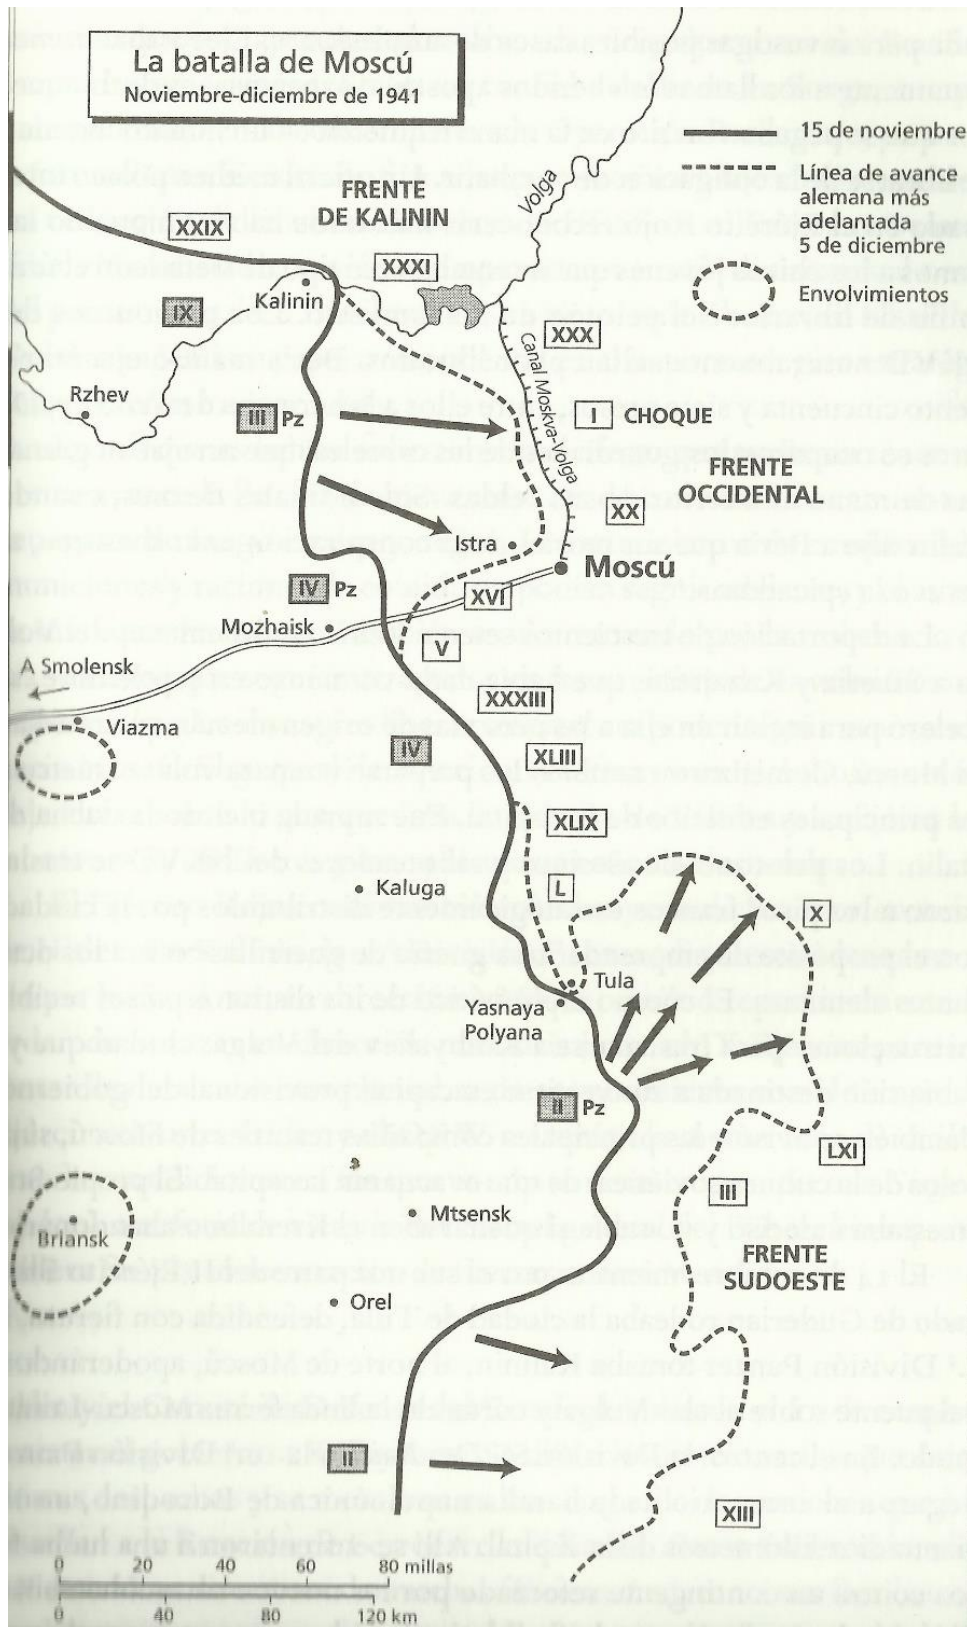 La batalla de Moscú
Noviembre-diciembre de 1941
15 de noviembre
Línea de avance
alemana más
adelantada
5 de diciembre
Envolvimientos
FRENTE
DE KALININ
Volga
XXIX
XXXI
Kalinin
IX
XXX
Canal Moskva-Volga
Rzhev
III Pz
I CHOQUE
FRENTE
OCCIDENTAL
XX
Istra
Moscú
IV Pz
XVI
Mozhaisk
V
A Smolensk
XXXIII
Viazma
IV
XLIII
XLIX
Kaluga
L
X
Tula
Yasnaya
Polyana
II Pz
LXI
III
Mtsensk
Briansk
FRENTE
SUDOESTE
Orel
II
XIII
0 20 40 60 80 millas
0 40 80 120 km